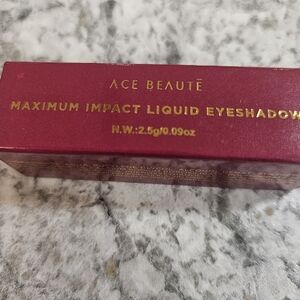 ACE BEAUTĒ
MAXIMUM IMPACT LIQUID EYESHADOW
N.W.:2.5g/0.09oz